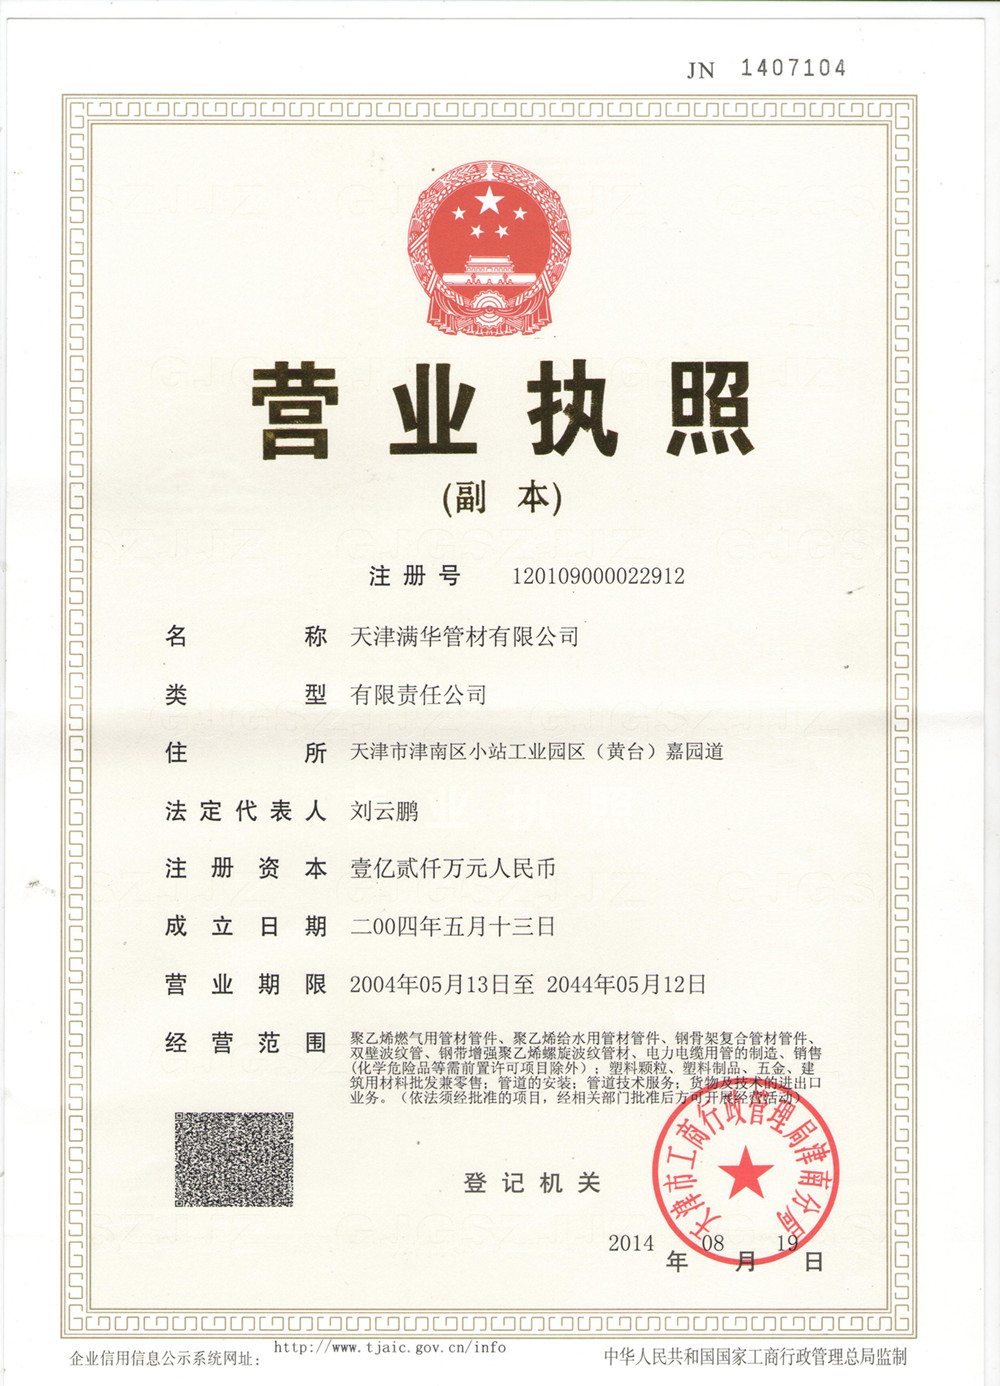 JN 1407104
营业执照
(副 本)
注册号 120109000022912
名称 天津满华管材有限公司
类型 有限责任公司
住所 天津市津南区小站工业园区（黄台）嘉园道
法定代表人 刘云鹏
注册资本 壹亿贰仟万元人民币
成立日期 二00四年五月十三日
营业期限 2004年05月13日至 2044年05月12日
经营范围 聚乙烯燃气用管材管件、聚乙烯给水用管材管件、钢骨架复合管材管件、
双壁波纹管、钢带增强聚乙烯螺旋波纹管材、电力电缆用管的制造、销售
(化学危险品等需前置许可项目除外）；塑料颗粒、塑料制品、五金、建
筑用材料批发兼零售；管道的安装；管道技术服务；货物及技术的进出口
业务。（依法须经批准的项目，经相关部门批准后方可开展经营活动）
天津市工商行政管理局津南分局
登记机关
2014年08月19日
企业信用信息公示系统网址： http://www.tjaic.gov.cn/info
中华人民共和国国家工商行政管理总局监制